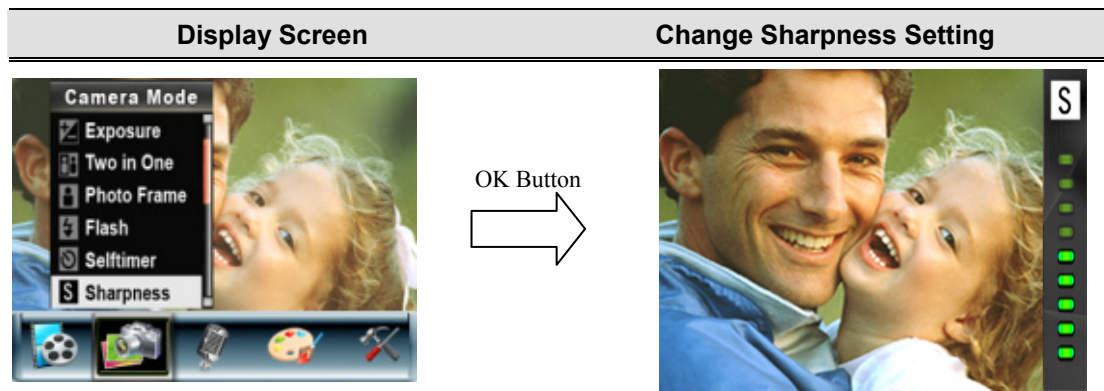 Display Screen
Change Sharpness Setting
Camera Mode
Exposure
Two in One
Photo Frame
Flash
Selftimer
S Sharpness
OK Button
S